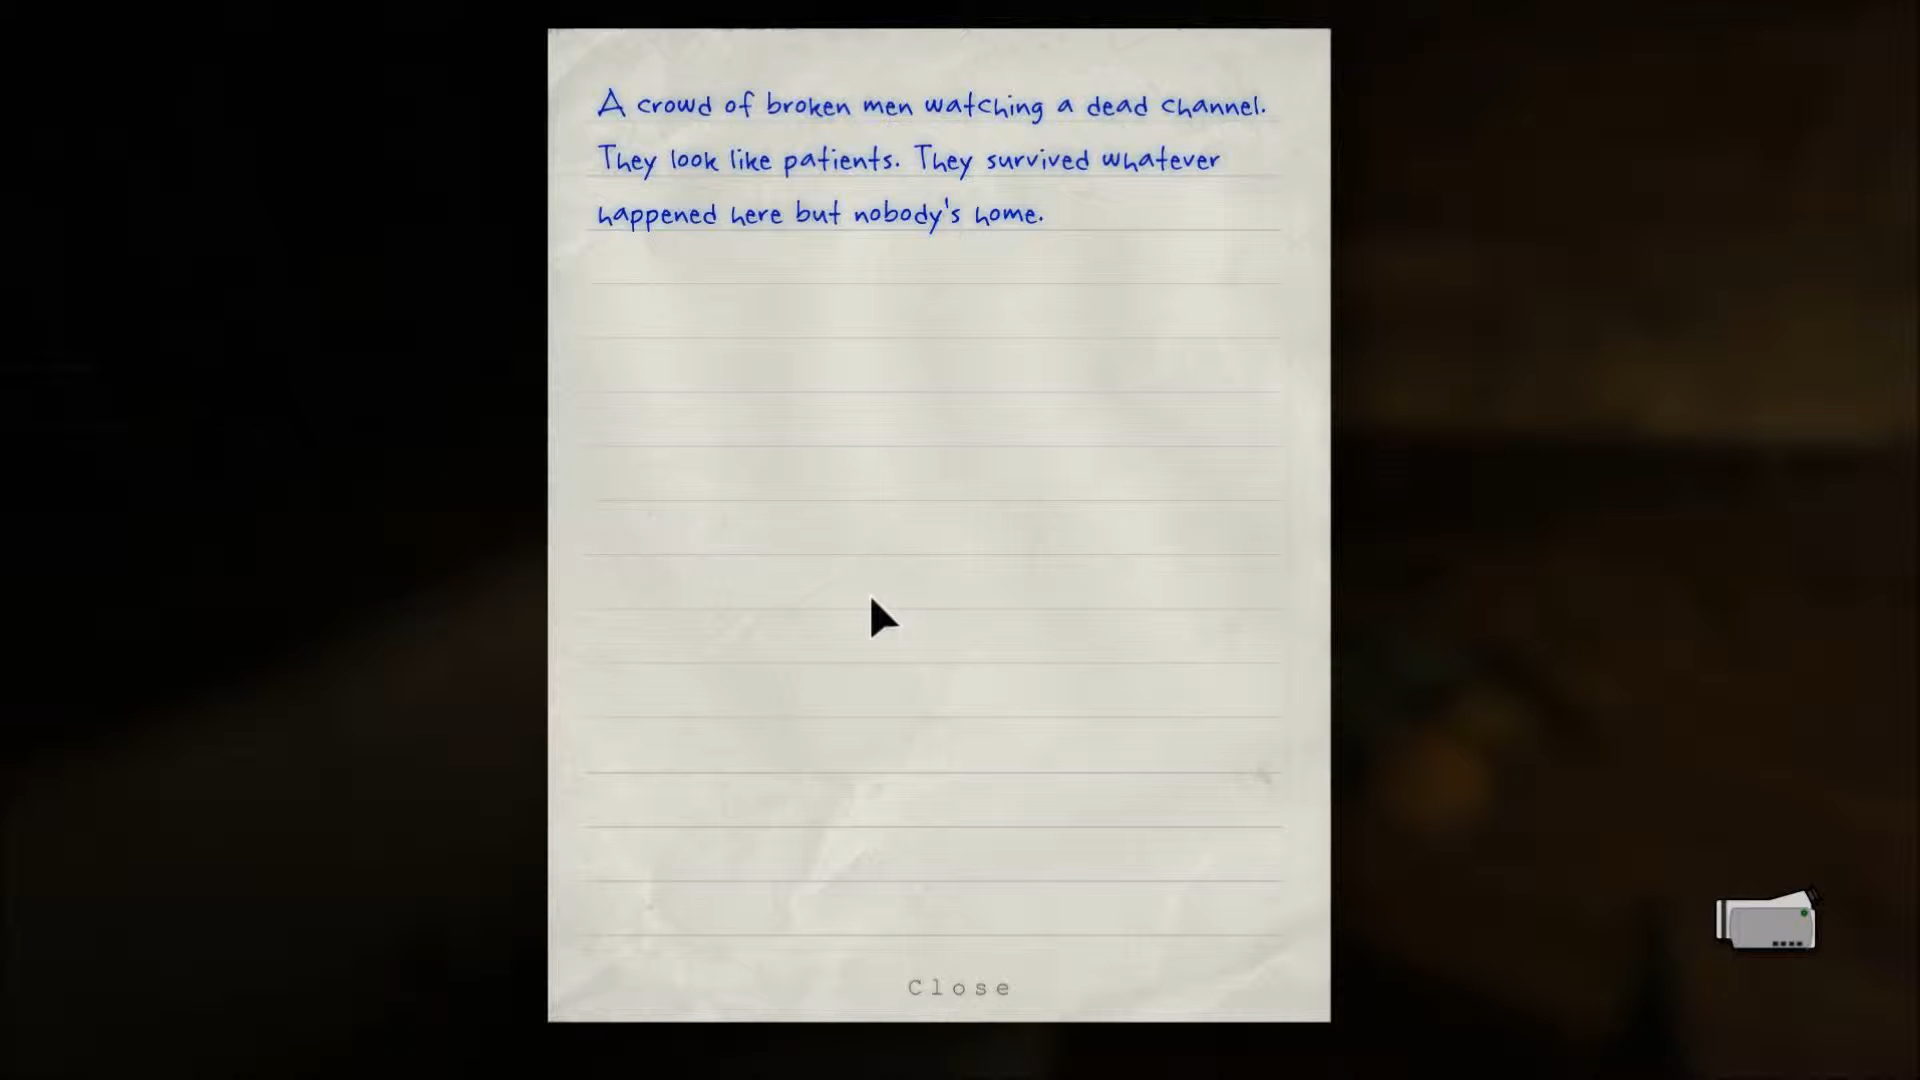 A crowd of broken men watching a dead channel.
They look like patients. They survived whatever
happened here but nobody's home.
Close